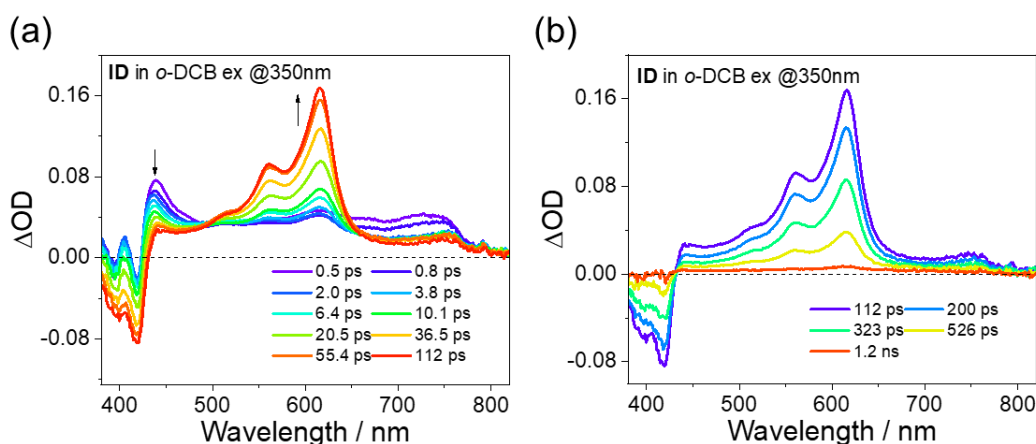 (a)
ID in o-DCB ex @350nm
0.16
0.08
0.00
-0.08
ΔOD
0.5 ps 0.8 ps
2.0 ps 3.8 ps
6.4 ps 10.1 ps
20.5 ps 36.5 ps
55.4 ps 112 ps
400 500 600 700 800
Wavelength / nm
(b)
ID in o-DCB ex @350nm
0.16
0.08
0.00
-0.08
ΔOD
112 ps 200 ps
323 ps 526 ps
1.2 ns
400 500 600 700 800
Wavelength / nm